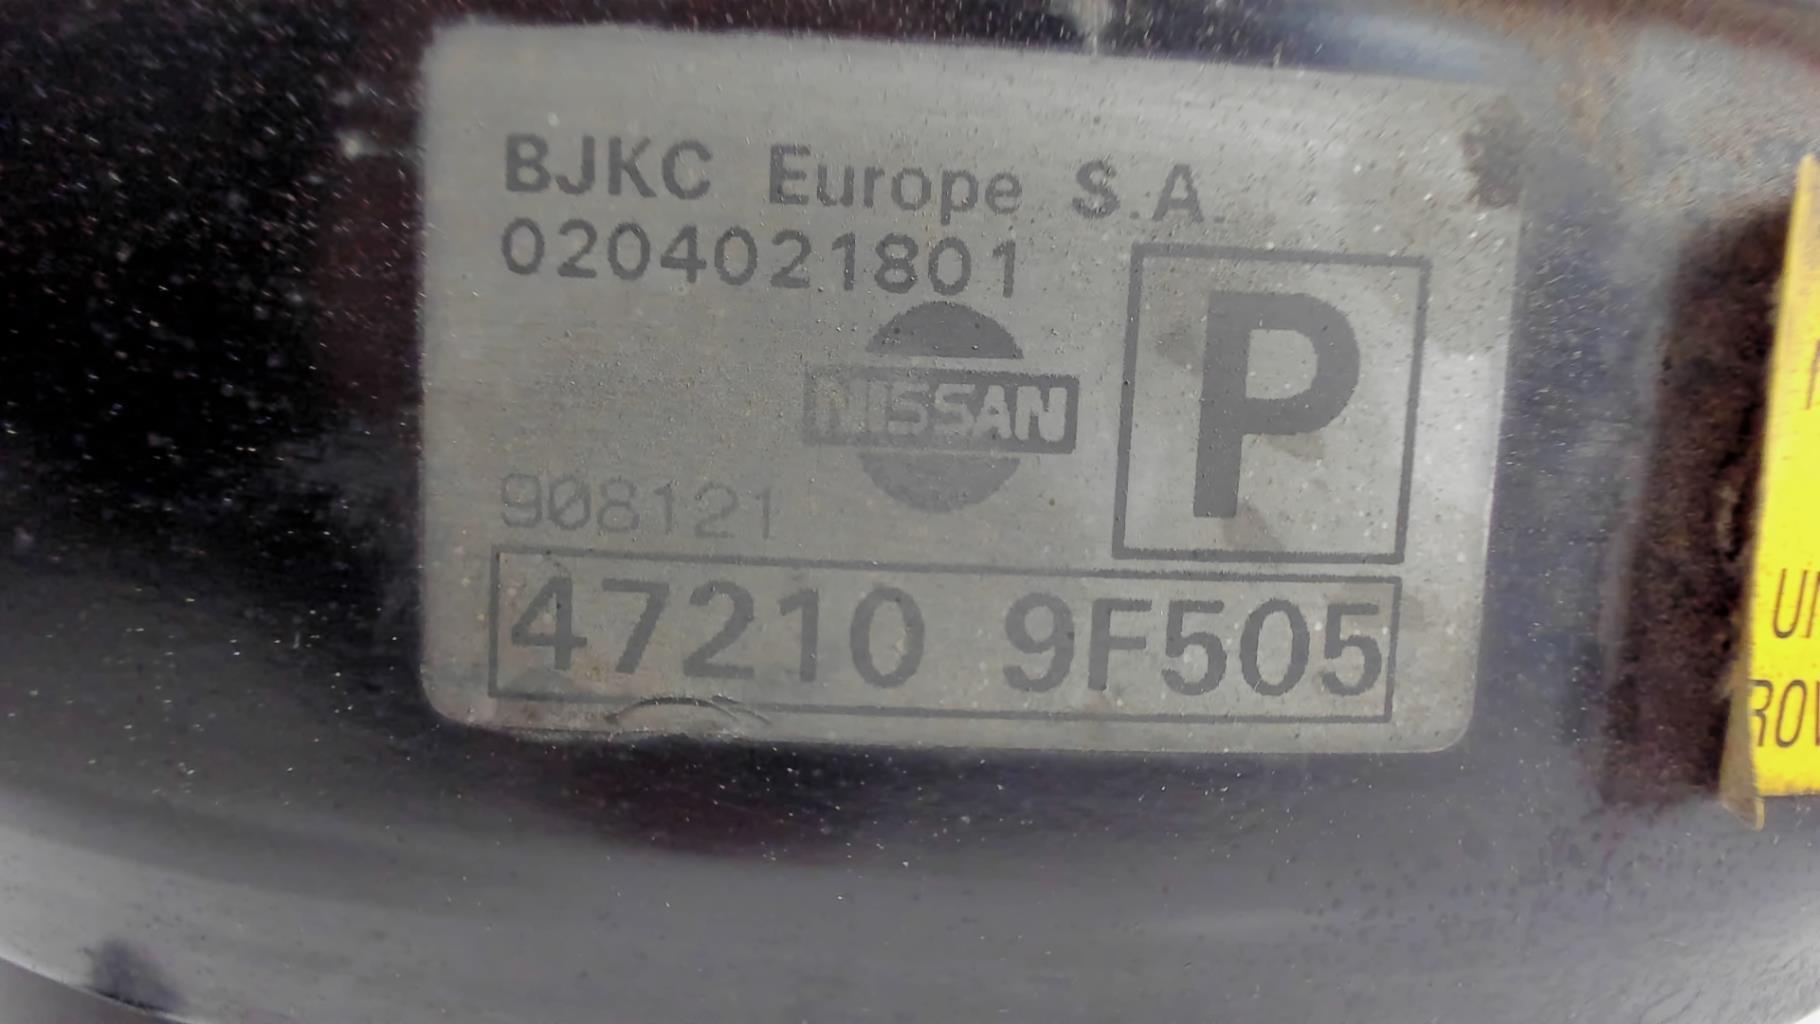 BJKC Europe S.A.
0204021801
NISSAN
P
908121
47210 9F505